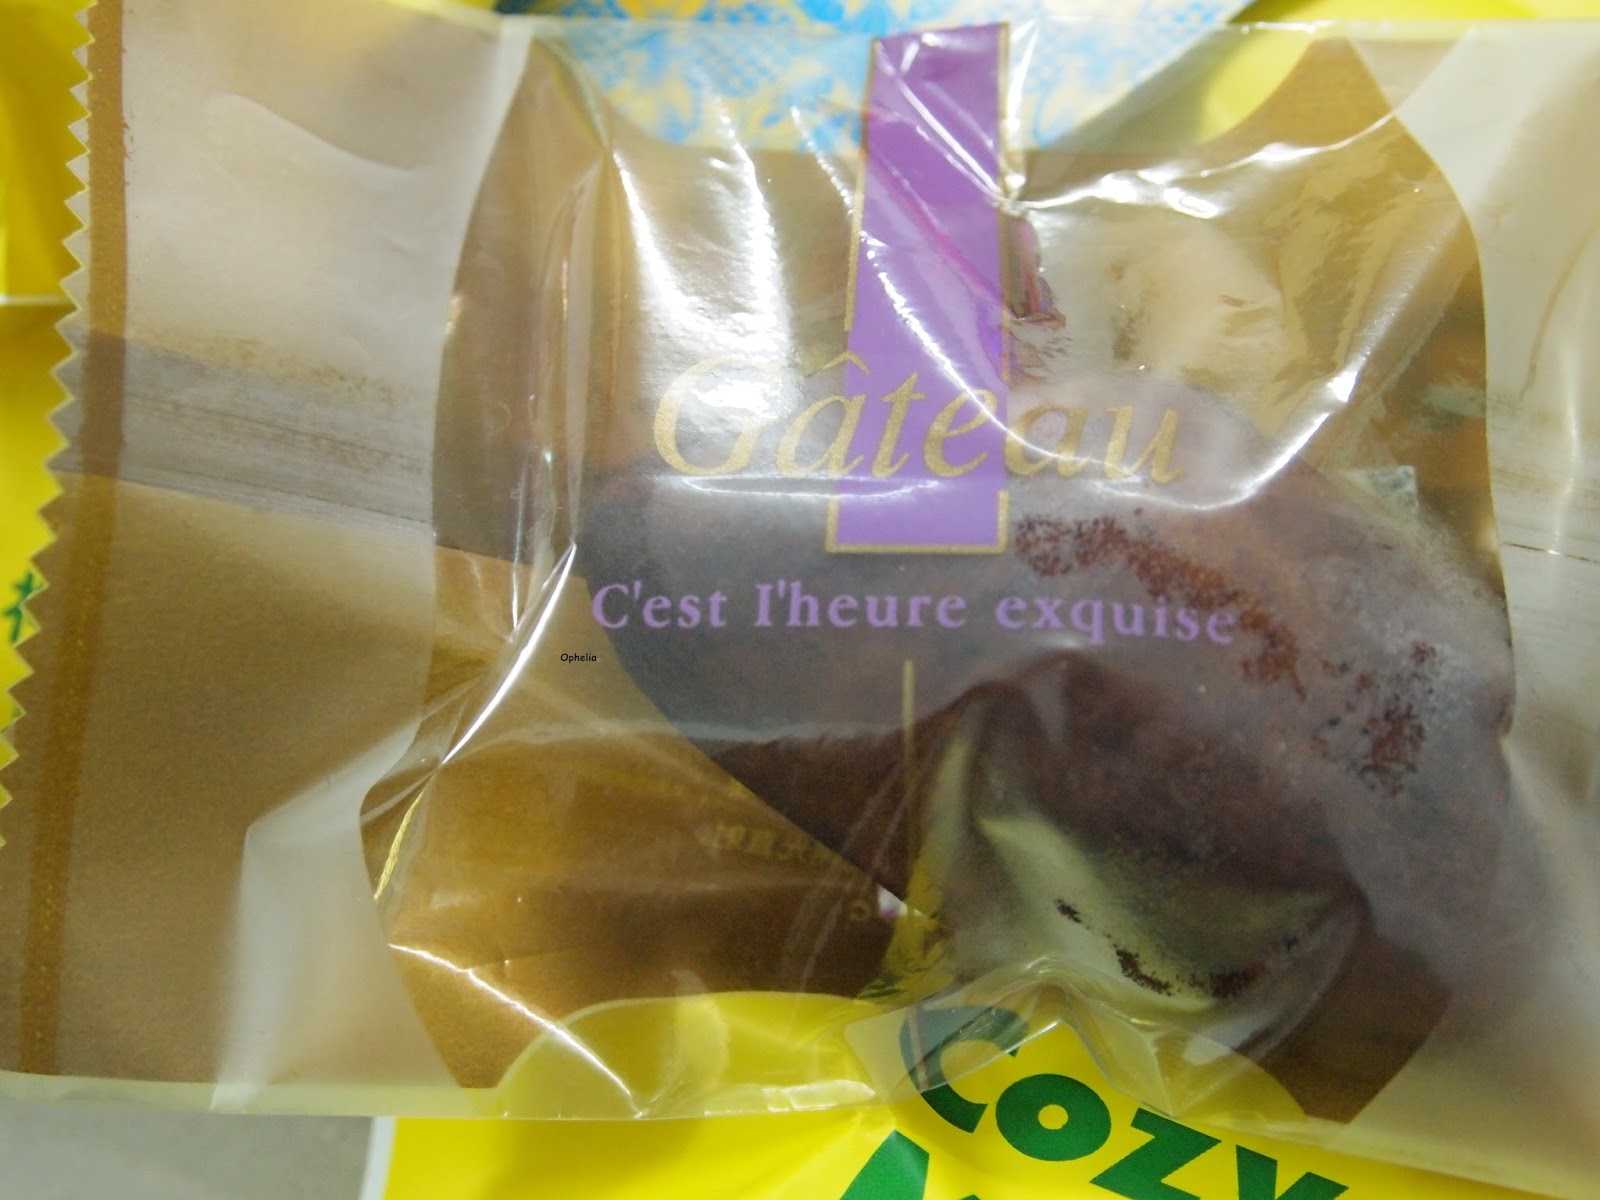 Gâteau
C'est I'heure exquise
Ophelia
Cozy